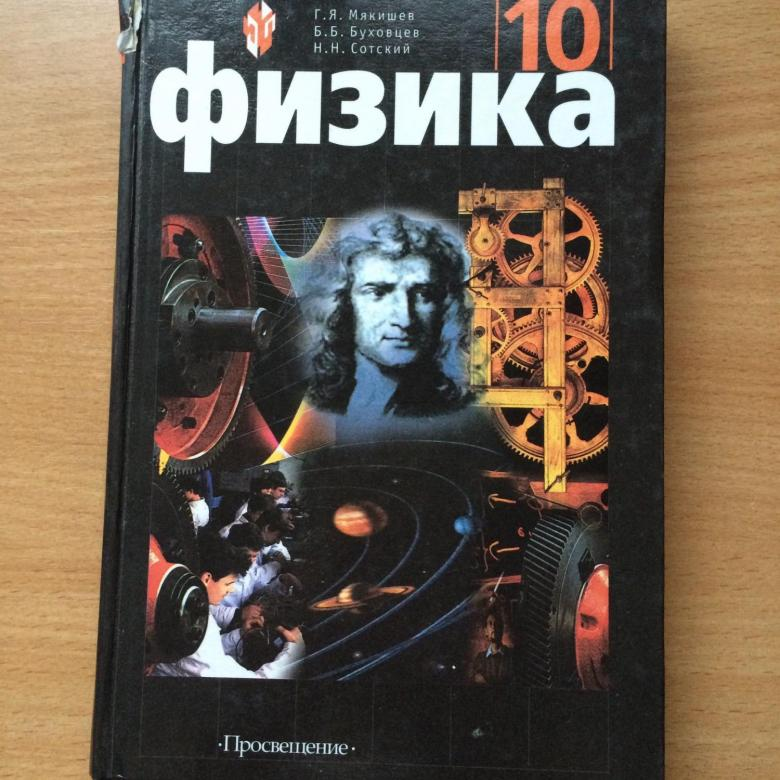 Г.Я. Мякишев
Б.Б. Буховцев
Н.Н. Сотский
10
физика
·Просвещение·